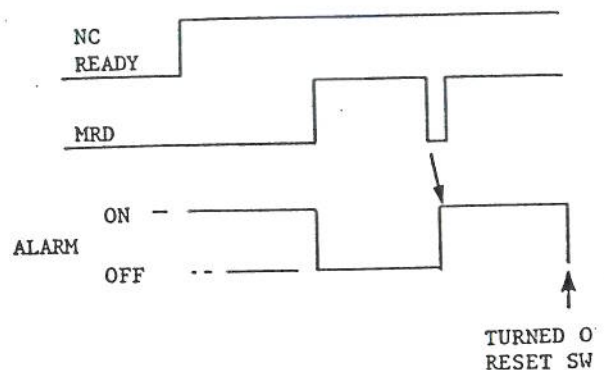 NC
READY
MRD
ON
ALARM
OFF
TURNED O
RESET SW